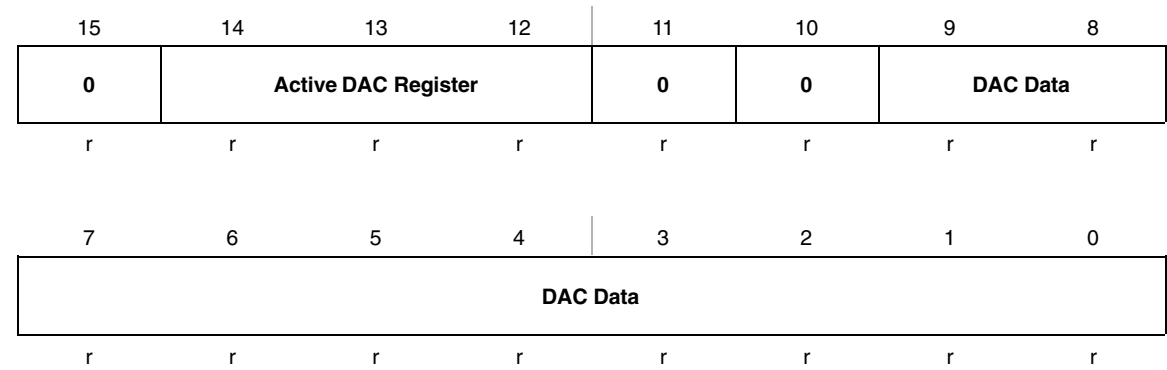 15 14 13 12 11 10 9 8
0 Active DAC Register 0 0 DAC Data
r r r r r r r r
7 6 5 4 3 2 1 0
DAC Data
r r r r r r r r